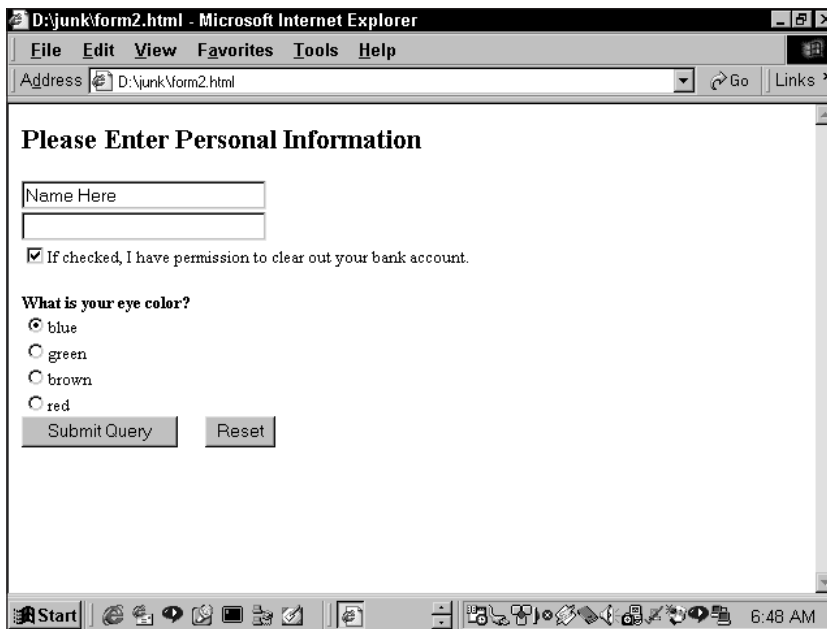 D:\junk\form2.html - Microsoft Internet Explorer
File Edit View Favorites Tools Help
Address D:\junk\form2.html Go Links
Please Enter Personal Information
Name Here
If checked, I have permission to clear out your bank account.
What is your eye color?
blue
green
brown
red
Submit Query Reset
Start 6:48 AM